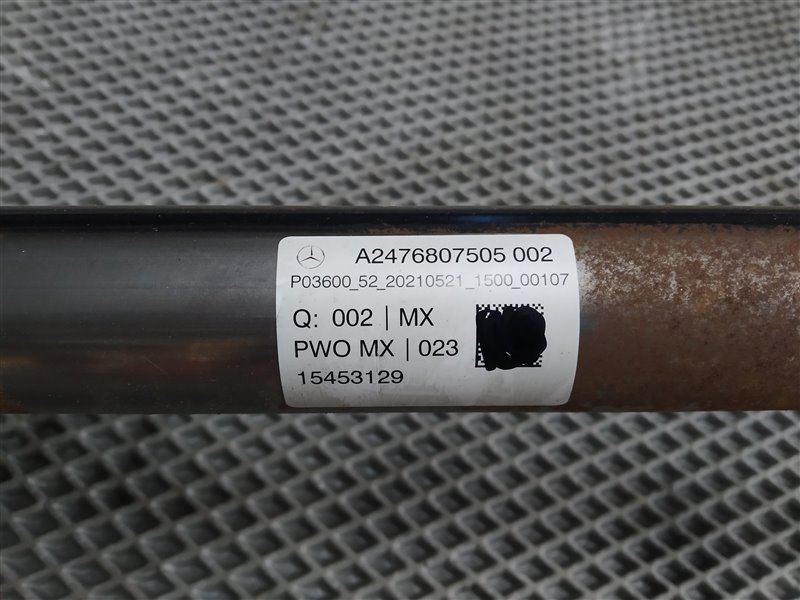 A2476807505 002
P03600_52_20210521_1500_00107
Q: 002 | MX
PWO MX | 023
15453129